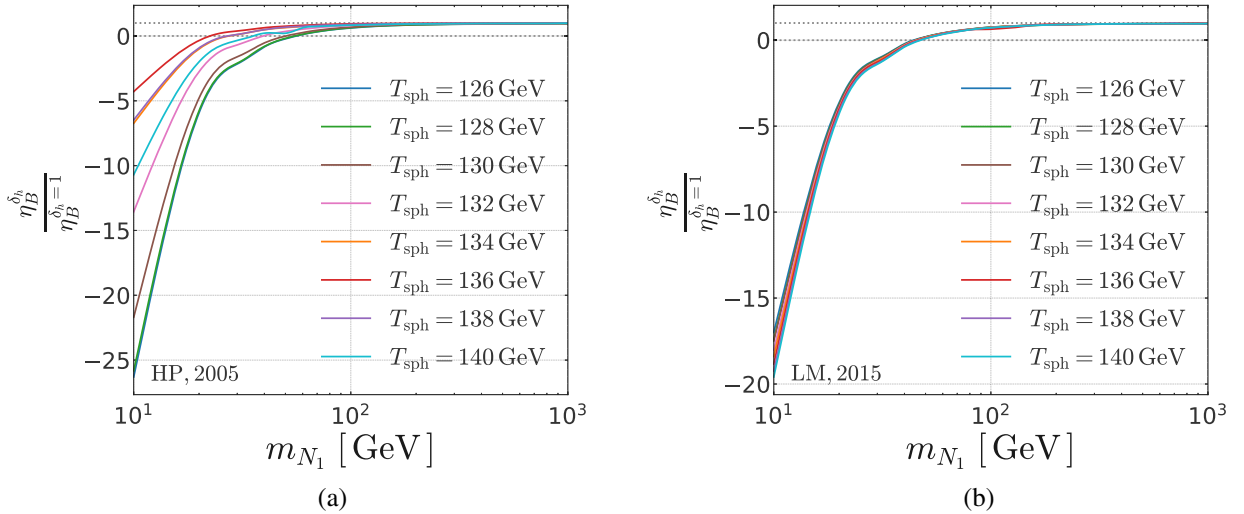 0
−5
−10
−15
−20
−25
η_B^{δ_h}
η_B^{δ_h=1}
T_sph = 126 GeV
T_sph = 128 GeV
T_sph = 130 GeV
T_sph = 132 GeV
T_sph = 134 GeV
T_sph = 136 GeV
T_sph = 138 GeV
T_sph = 140 GeV
HP, 2005
10^1 10^2 10^3
m_{N_1} [GeV]
(a)
0
−5
−10
−15
−20
η_B^{δ_h}
η_B^{δ_h=1}
T_sph = 126 GeV
T_sph = 128 GeV
T_sph = 130 GeV
T_sph = 132 GeV
T_sph = 134 GeV
T_sph = 136 GeV
T_sph = 138 GeV
T_sph = 140 GeV
LM, 2015
10^1 10^2 10^3
m_{N_1} [GeV]
(b)